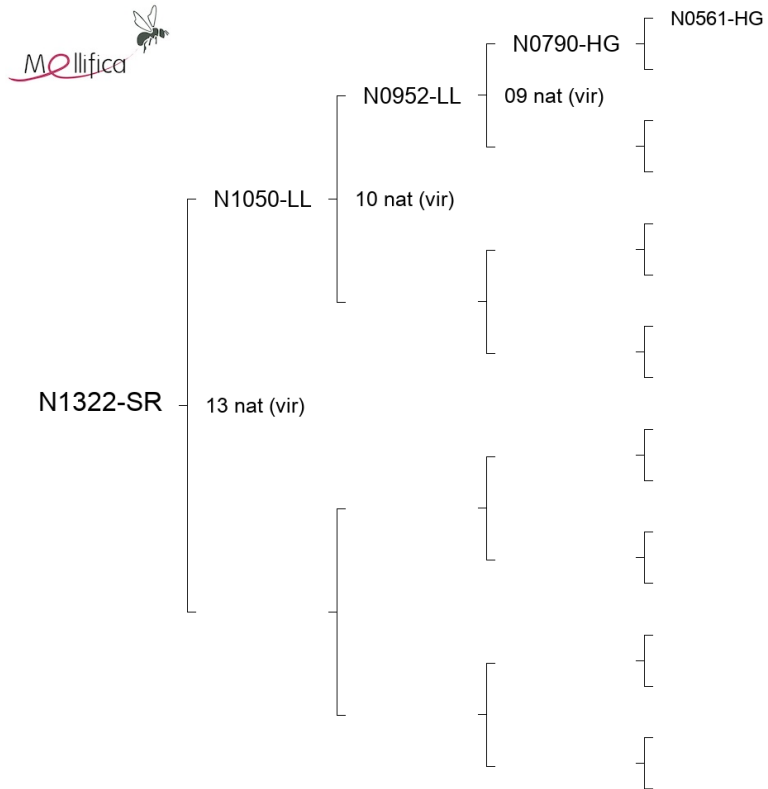 Mellifica
N0561-HG
N0790-HG
N0952-LL
09 nat (vir)
N1050-LL
10 nat (vir)
N1322-SR
13 nat (vir)